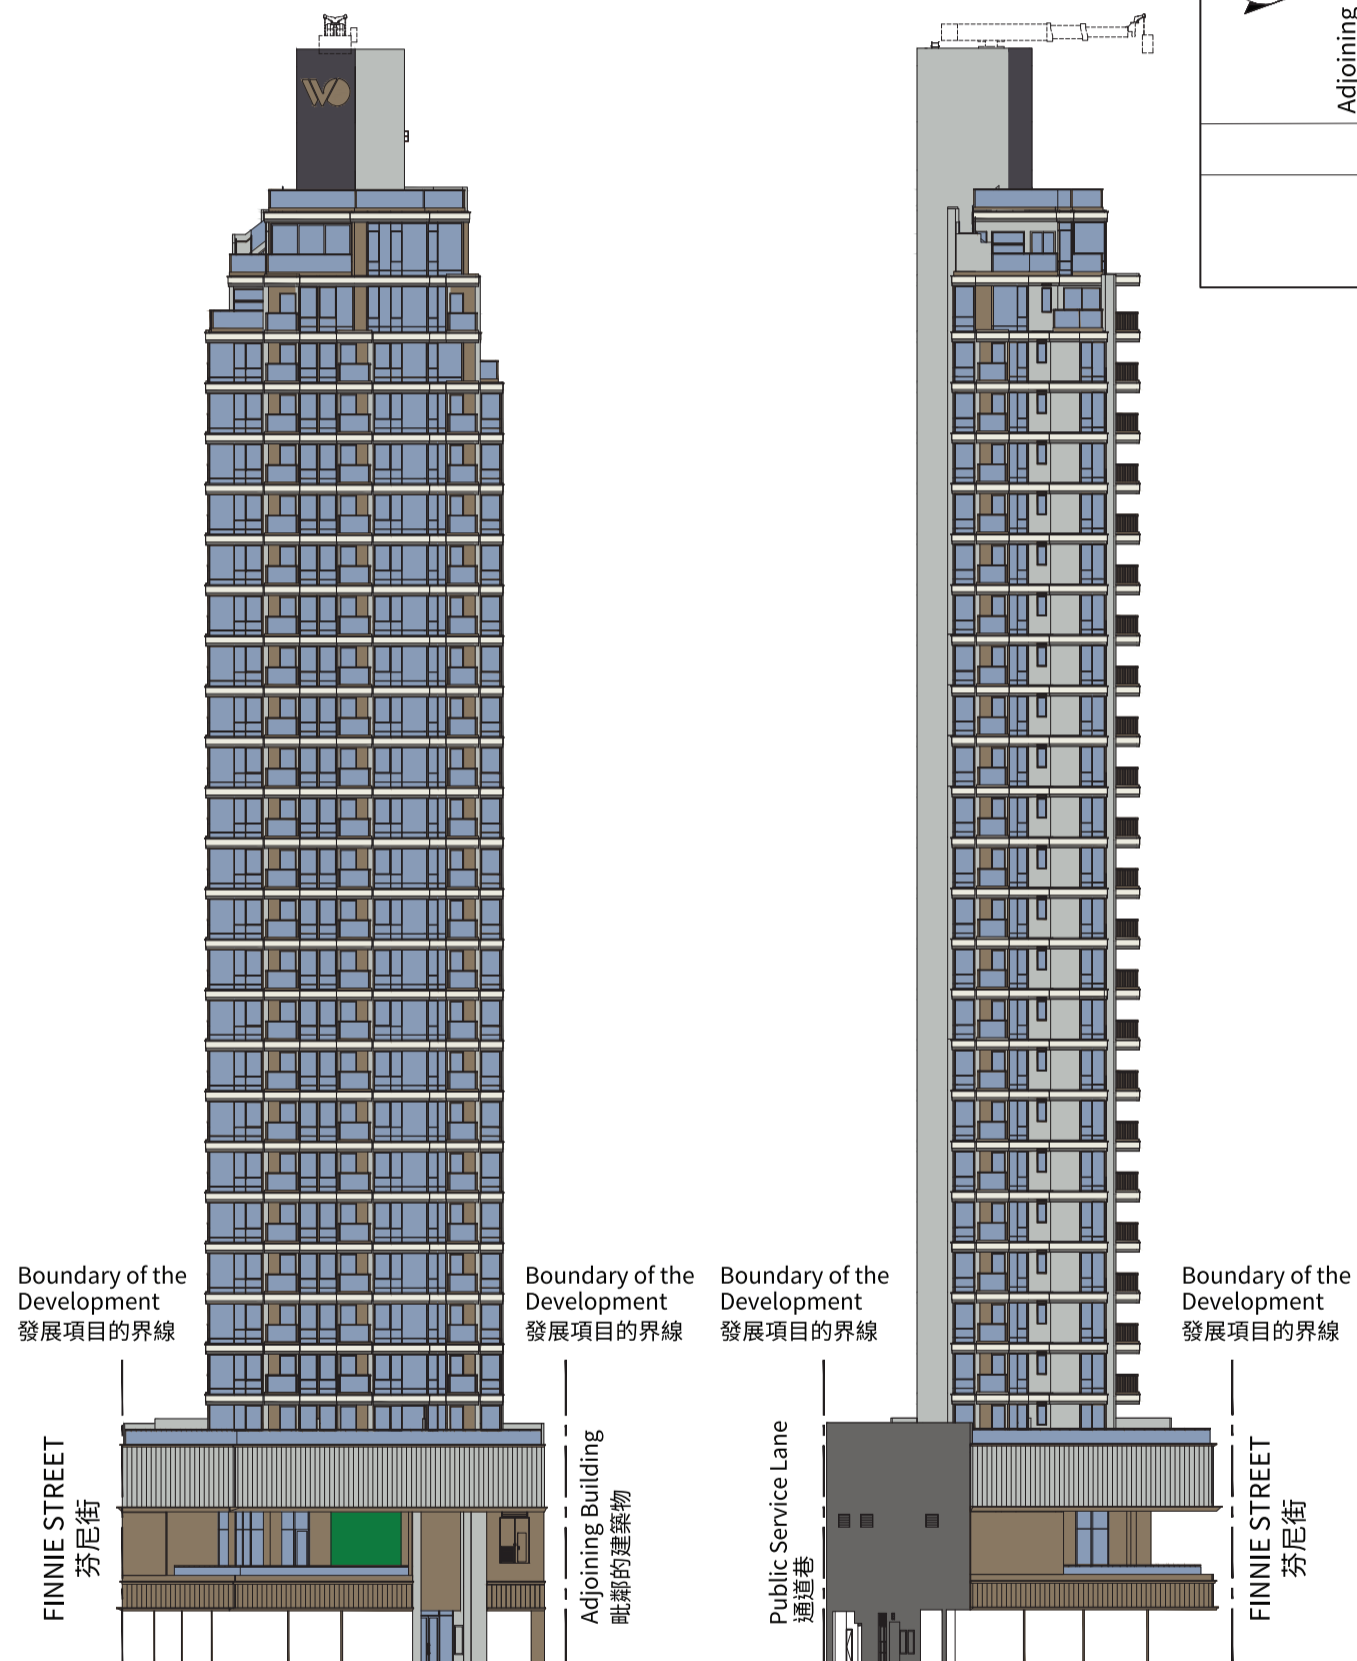 WO
Adjoining
Boundary of the
Development
發展項目的界線
Boundary of the
Development
發展項目的界線
Boundary of the
Development
發展項目的界線
Boundary of the
Development
發展項目的界線
FINNIE STREET
芬尼街
Adjoining Building
毗鄰的建築物
Public Service Lane
通道巷
FINNIE STREET
芬尼街